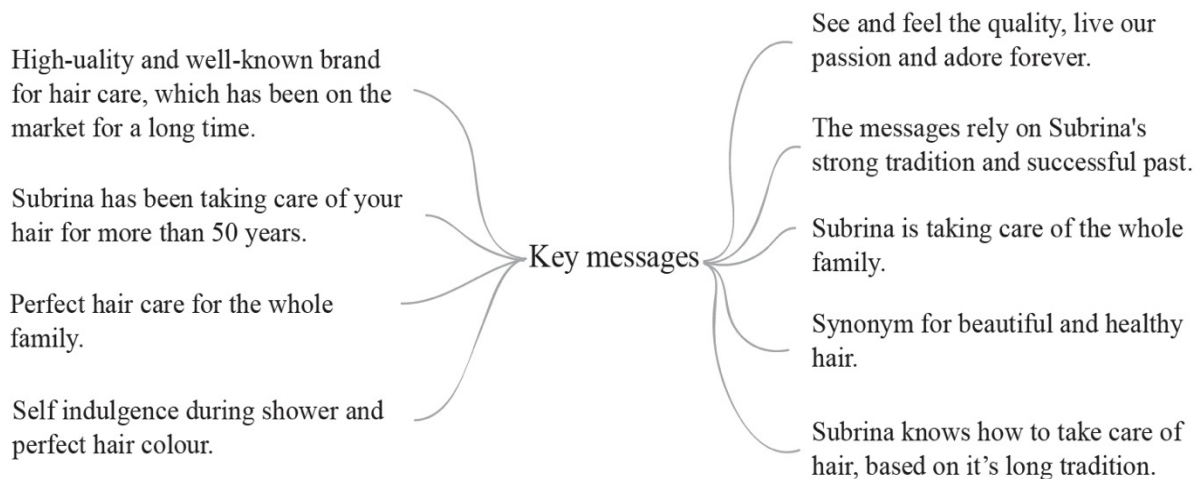 High-uality and well-known brand
for hair care, which has been on the
market for a long time.
Subrina has been taking care of your
hair for more than 50 years.
Perfect hair care for the whole
family.
Self indulgence during shower and
perfect hair colour.
Key messages
See and feel the quality, live our
passion and adore forever.
The messages rely on Subrina's
strong tradition and successful past.
Subrina is taking care of the whole
family.
Synonym for beautiful and healthy
hair.
Subrina knows how to take care of
hair, based on it’s long tradition.